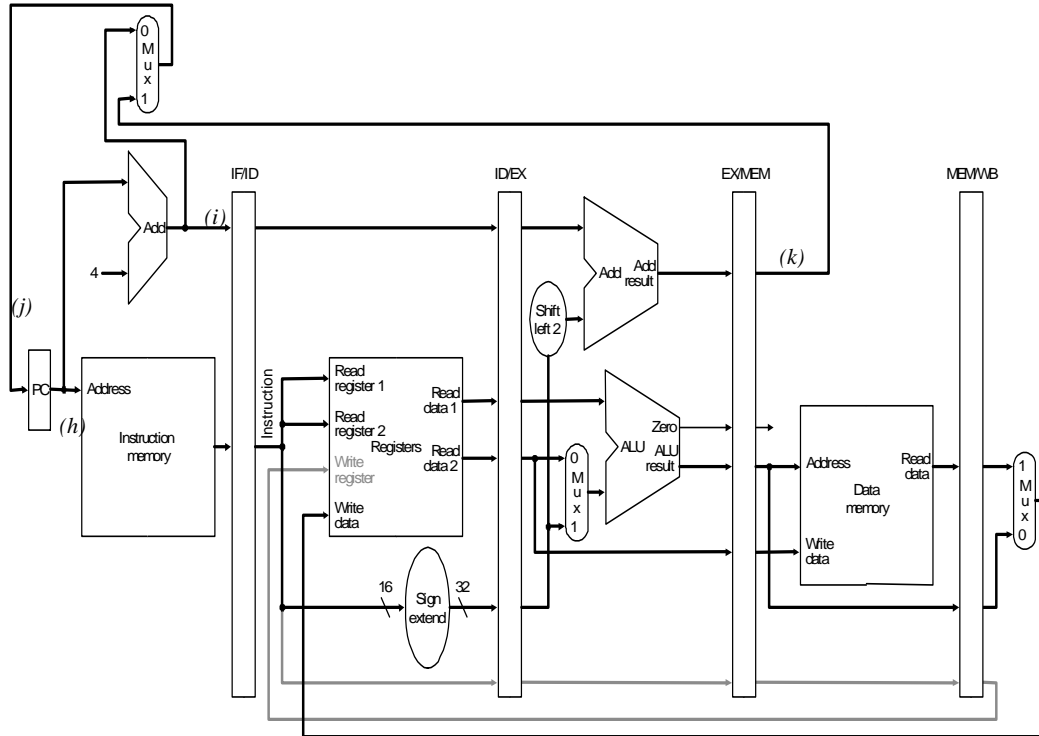 0
M
u
x
1
IF/ID
ID/EX
EX/MEM
MEM/WB
Add
(i)
4
(j)
Add
Add
result
(k)
Shift
left 2
PC
(h)
Address
Instruction
memory
Instruction
Read
register 1
Read
register 2
Write
register
Write
data
Registers
Read
data 1
Read
data 2
0
M
u
x
1
Zero
ALU
ALU
result
Address
Read
data
Data
memory
Write
data
1
M
u
x
0
16
Sign
extend
32